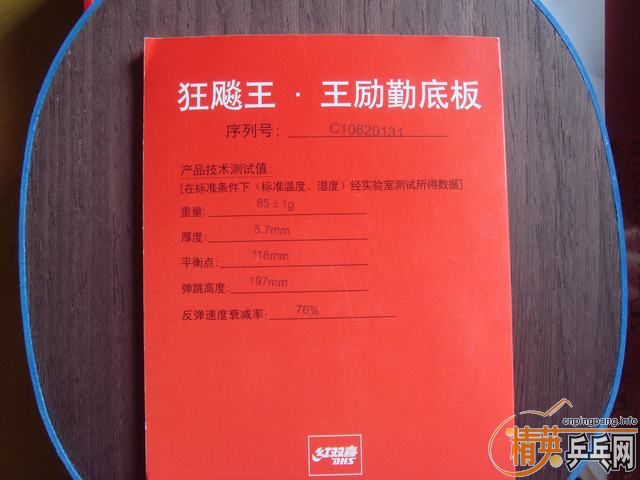 狂飚王·王励勤底板
序列号: C10820131
产品技术测试值:
[在标准条件下（标准温度、湿度）经实验室测试所得数据]
重量: 85±1g
厚度: 5.7mm
平衡点: 118mm
弹跳高度: 197mm
反弹速度衰减率: 76%
红双喜
DHS
cnpingpang.info
精英乒乓网